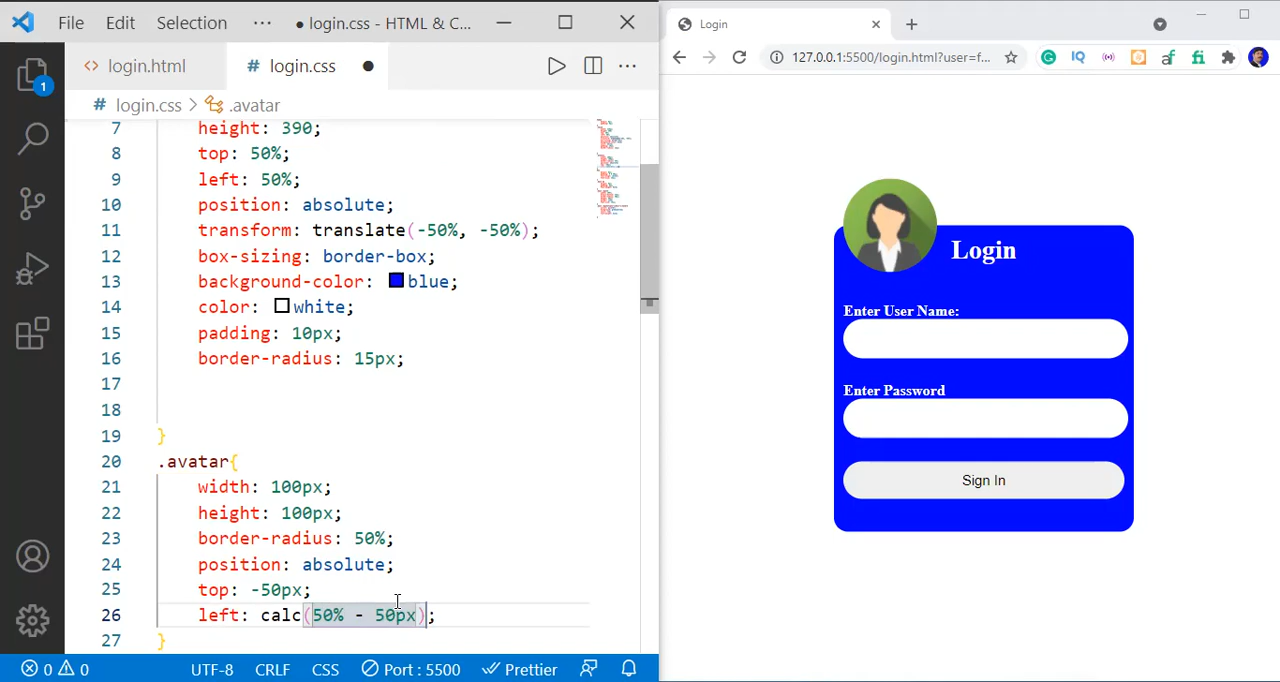 File Edit Selection ··· ● login.css - HTML & C...
<> login.html # login.css ●
# login.css > .avatar
7 height: 390;
8 top: 50%;
9 left: 50%;
10 position: absolute;
11 transform: translate(-50%, -50%);
12 box-sizing: border-box;
13 background-color: blue;
14 color: white;
15 padding: 10px;
16 border-radius: 15px;
17
18
19 }
20 .avatar{
21 width: 100px;
22 height: 100px;
23 border-radius: 50%;
24 position: absolute;
25 top: -50px;
26 left: calc(50% - 50px);
27 }
1
0 0 UTF-8 CRLF CSS Port : 5500 Prettier
Login
127.0.0.1:5500/login.html?user=f...
IQ af fi
Login
Enter User Name:
Enter Password
Sign In